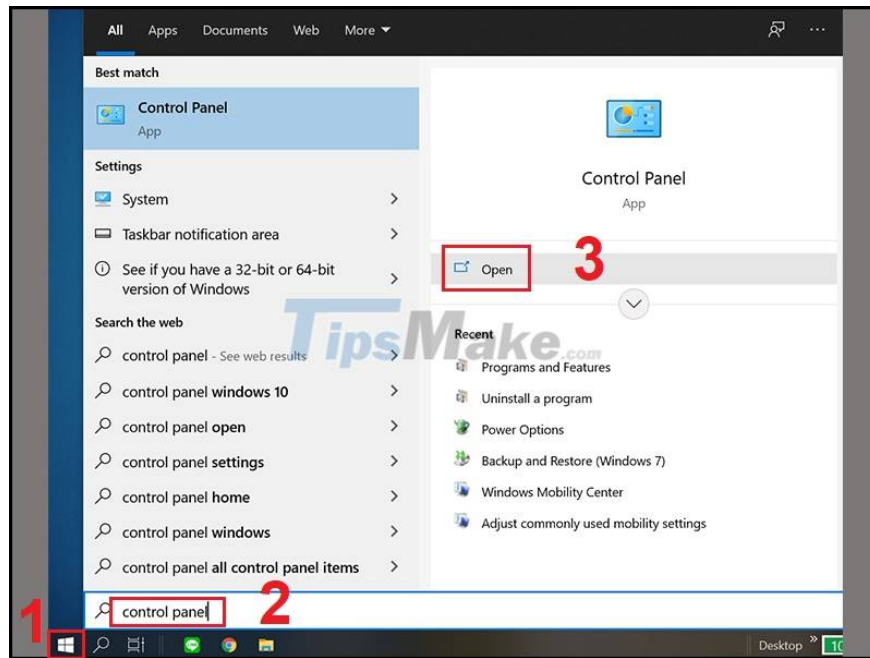 All Apps Documents Web More
Best match
Control Panel
App
Settings
System
Taskbar notification area
See if you have a 32-bit or 64-bit
version of Windows
Search the web
control panel - See web results
control panel windows 10
control panel open
control panel settings
control panel home
control panel windows
control panel all control panel items
control panel
Control Panel
App
Open
Recent
Programs and Features
Uninstall a program
Power Options
Backup and Restore (Windows 7)
Windows Mobility Center
Adjust commonly used mobility settings
TipsMake.com
1
2
3
Desktop »
10